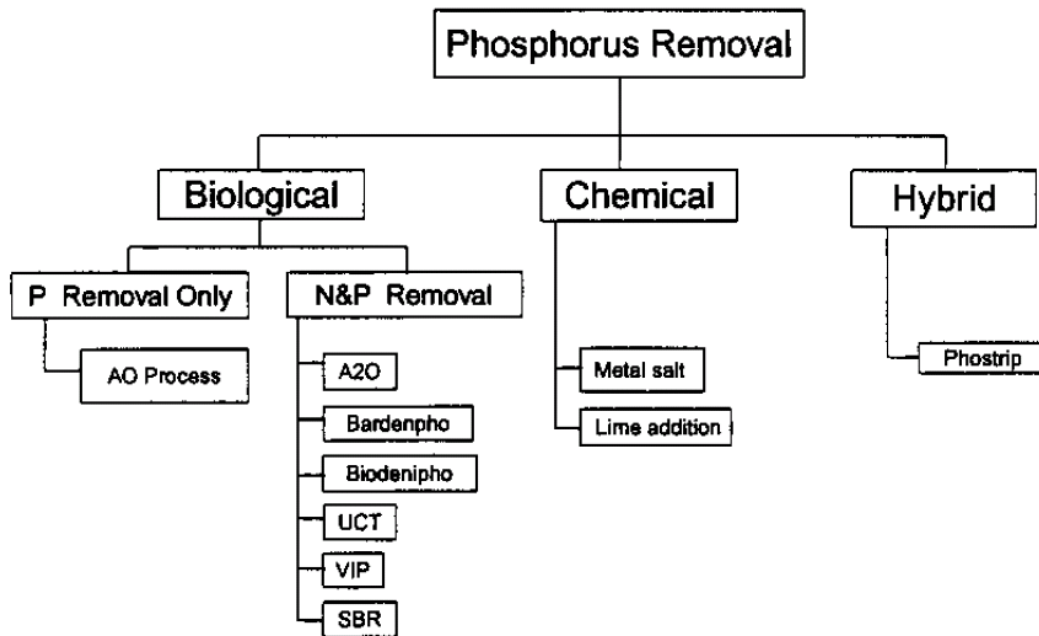 Phosphorus Removal
Biological
Chemical
Hybrid
P Removal Only
N&P Removal
AO Process
A2O
Bardenpho
Biodenipho
UCT
VIP
SBR
Metal salt
Lime addition
Phostrip